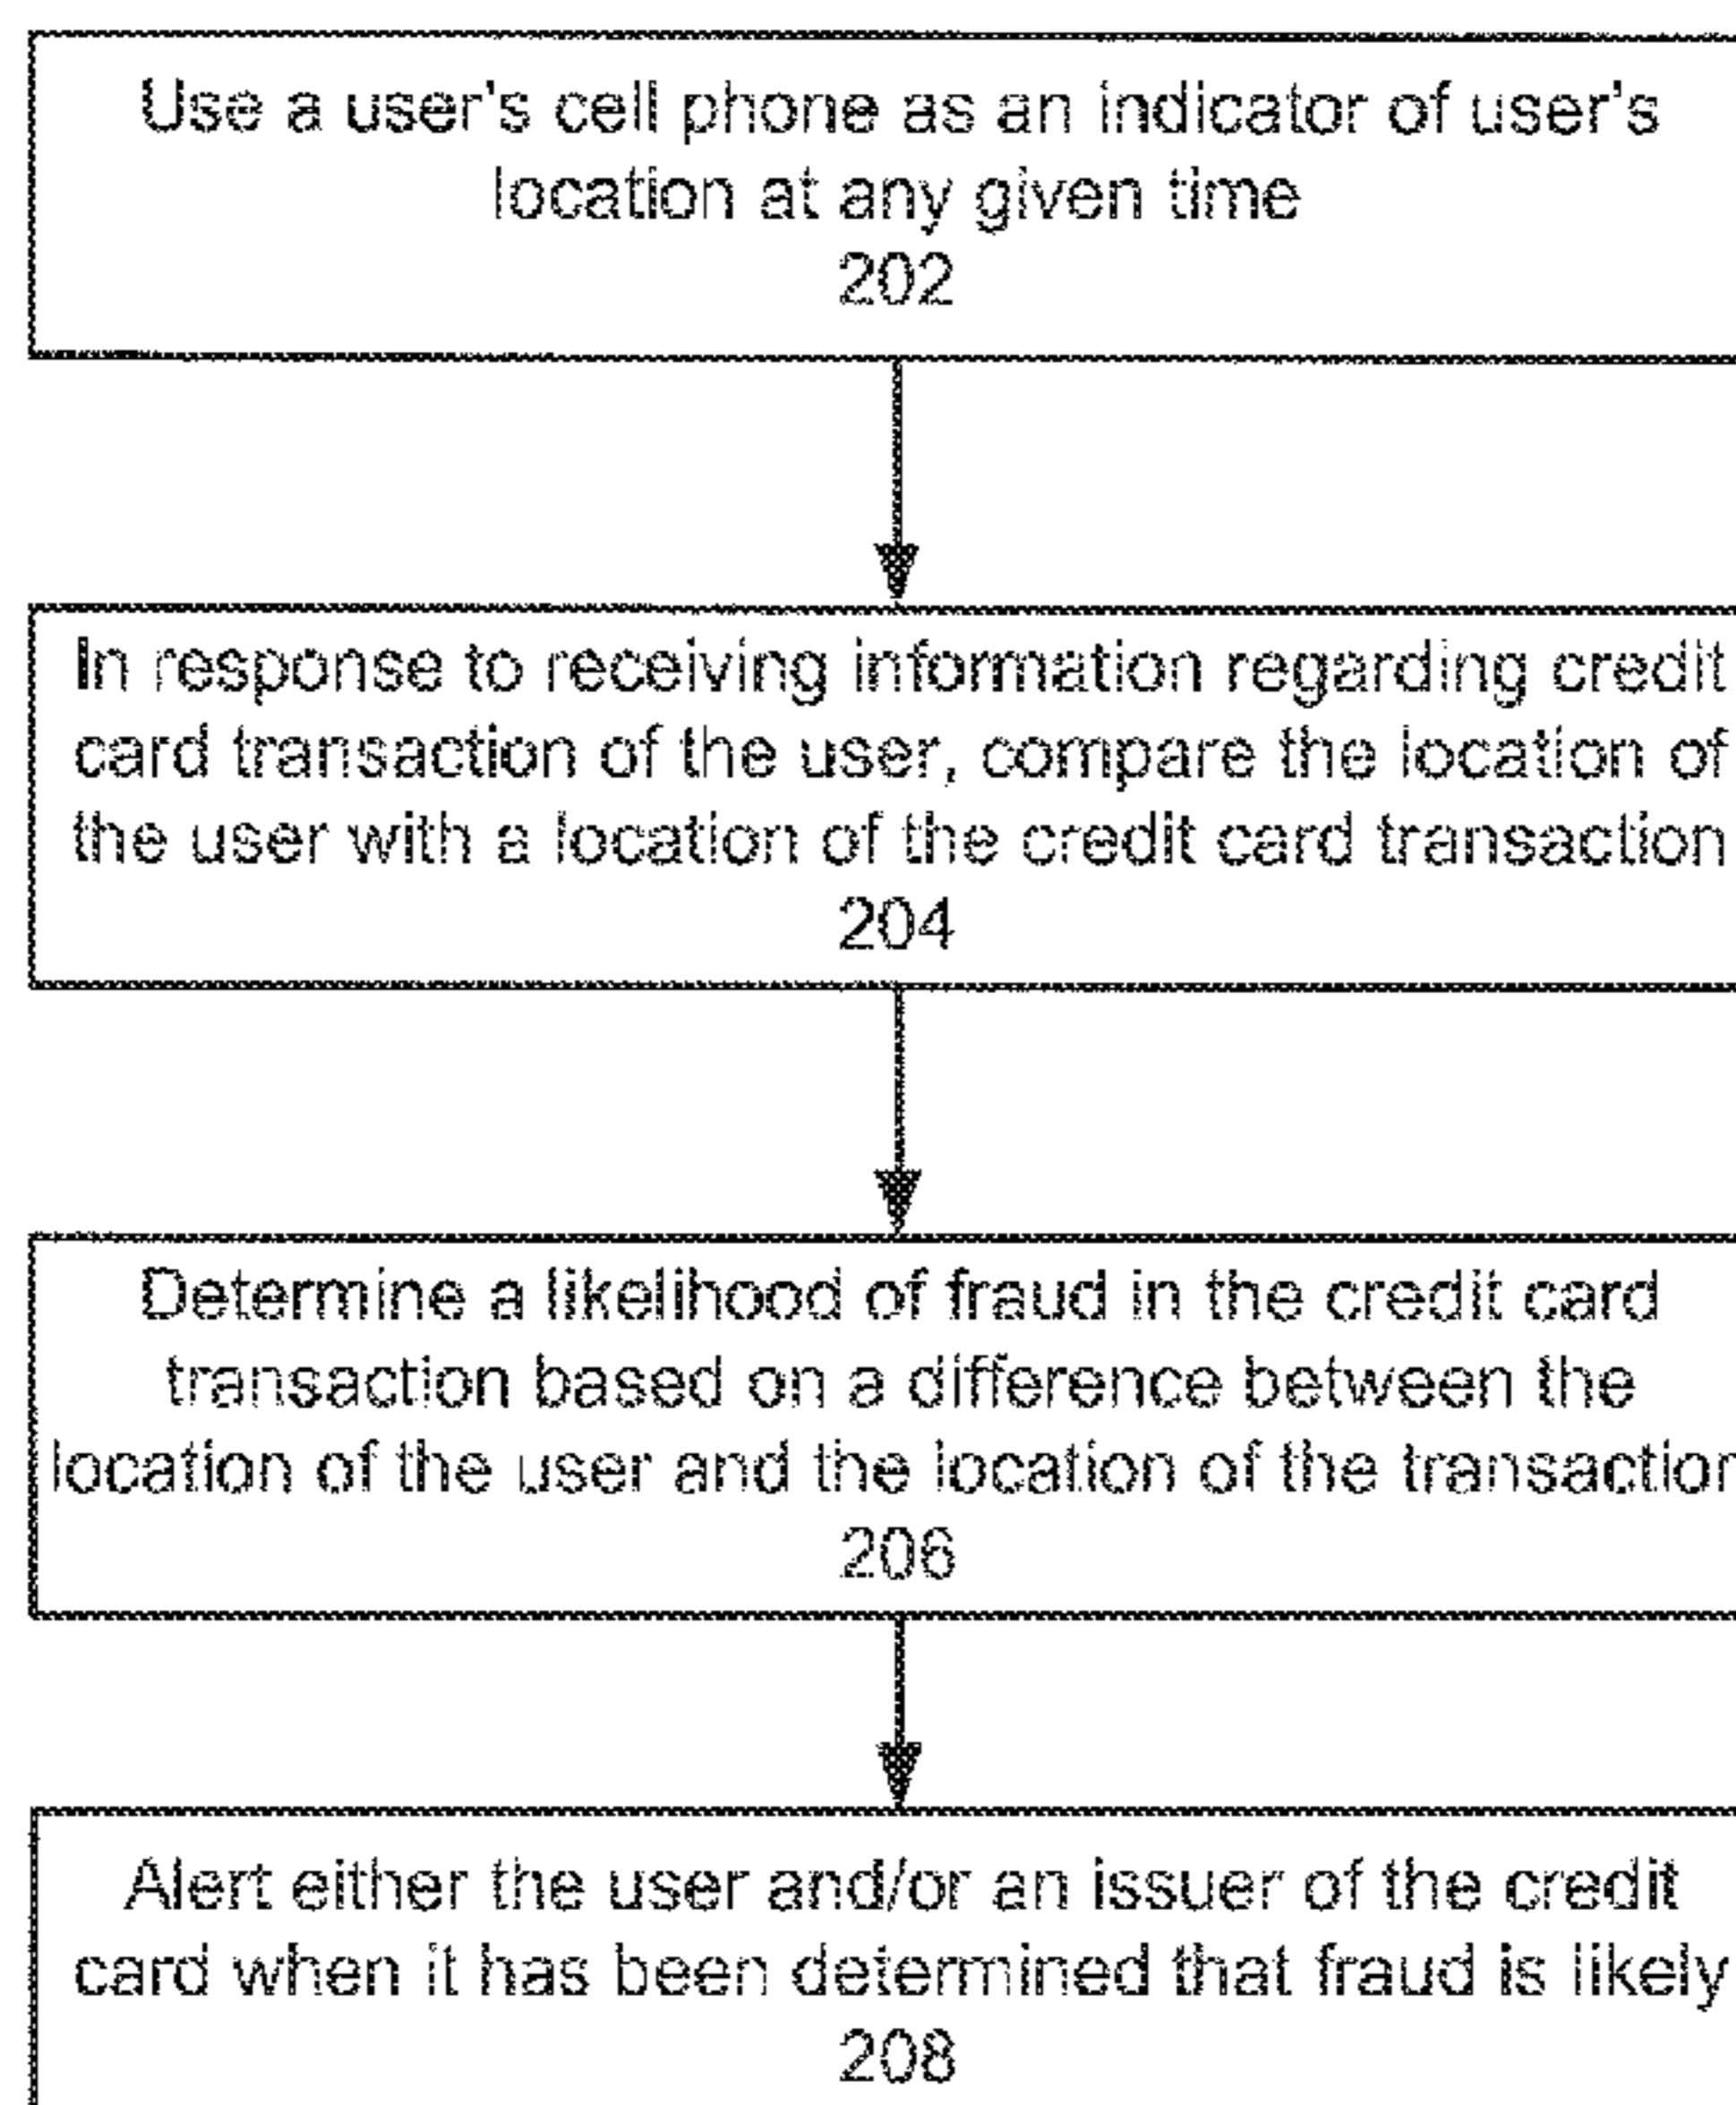 Use a user's cell phone as an indicator of user's
location at any given time
202
In response to receiving information regarding credit
card transaction of the user, compare the location of
the user with a location of the credit card transaction
204
Determine a likelihood of fraud in the credit card
transaction based on a difference between the
location of the user and the location of the transaction
206
Alert either the user and/or an issuer of the credit
card when it has been determined that fraud is likely
208